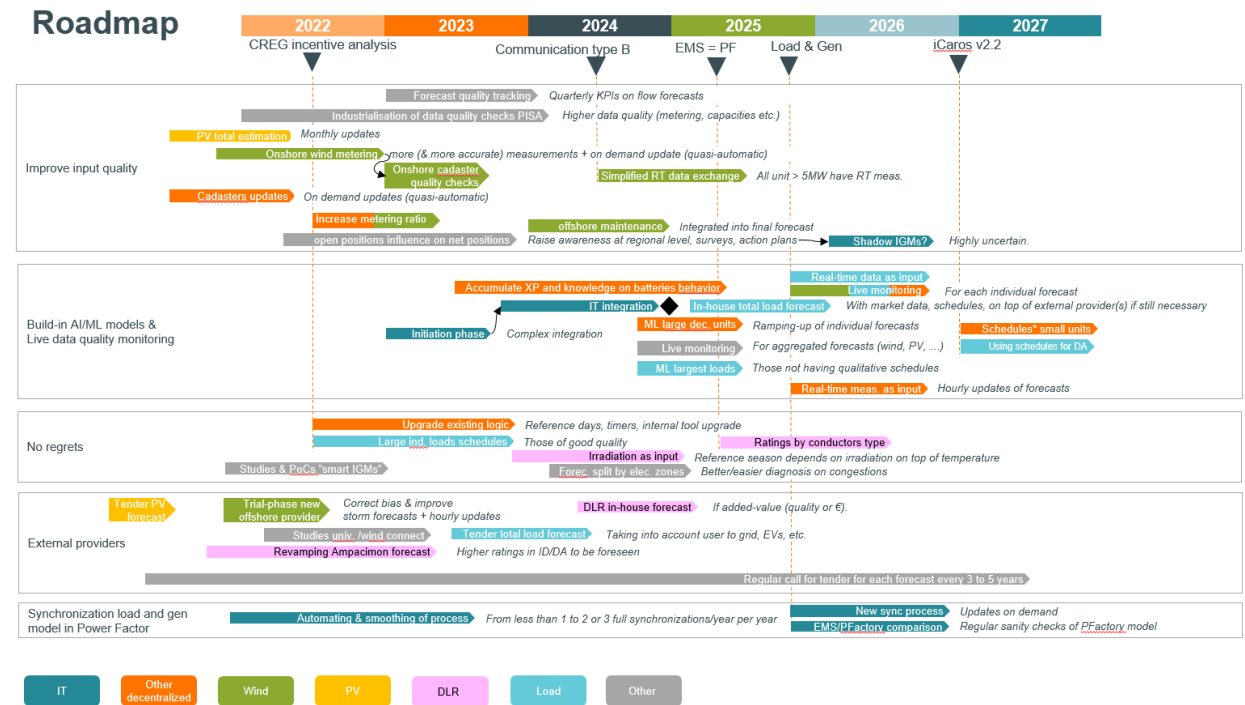 Roadmap
2022 2023 2024 2025 2026 2027
CREG incentive analysis
Communication type B
EMS = PF
Load & Gen
iCaros v2.2
Improve input quality
Forecast quality tracking
Quarterly KPIs on flow forecasts
Industrialisation of data quality checks PISA
Higher data quality (metering, capacities etc.)
PV total estimation
Monthly updates
Onshore wind metering
more (& more accurate) measurements + on demand update (quasi-automatic)
Onshore cadaster
quality checks
Simplified RT data exchange
All unit > 5MW have RT meas.
Cadasters updates
On demand updates (quasi-automatic)
Increase metering ratio
offshore maintenance
Integrated into final forecast
open positions influence on net positions
Raise awareness at regional level, surveys, action plans
Shadow IGMs?
Highly uncertain.
Build-in AI/ML models &
Live data quality monitoring
Real-time data as input
Accumulate XP and knowledge on batteries behavior
Live monitoring
For each individual forecast
IT integration
In-house total load forecast
With market data, schedules, on top of external provider(s) if still necessary
Initiation phase
Complex integration
ML large dec. units
Ramping-up of individual forecasts
Schedules* small units
Live monitoring
For aggregated forecasts (wind, PV, …)
Using schedules for DA
ML largest loads
Those not having qualitative schedules
Real-time meas. as input
Hourly updates of forecasts
No regrets
Upgrade existing logic
Reference days, timers, internal tool upgrade
Large ind. loads schedules
Those of good quality
Ratings by conductors type
Irradiation as input
Reference season depends on irradiation on top of temperature
Studies & PoCs “smart IGMs”
Forec. split by elec. zones
Better/easier diagnosis on congestions
External providers
Tender PV
forecast
Trial-phase new
offshore provider
Correct bias & improve
storm forecasts + hourly updates
DLR in-house forecast
If added-value (quality or €).
Studies univ. /wind connect
Tender total load forecast
Taking into account user to grid, EVs, etc.
Revamping Ampacimon forecast
Higher ratings in ID/DA to be foreseen
Regular call for tender for each forecast every 3 to 5 years
Synchronization load and gen
model in Power Factor
Automating & smoothing of process
From less than 1 to 2 or 3 full synchronizations/year per year
New sync process
Updates on demand
EMS/PFactory comparison
Regular sanity checks of PFactory model
IT
Other
decentralized
Wind
PV
DLR
Load
Other